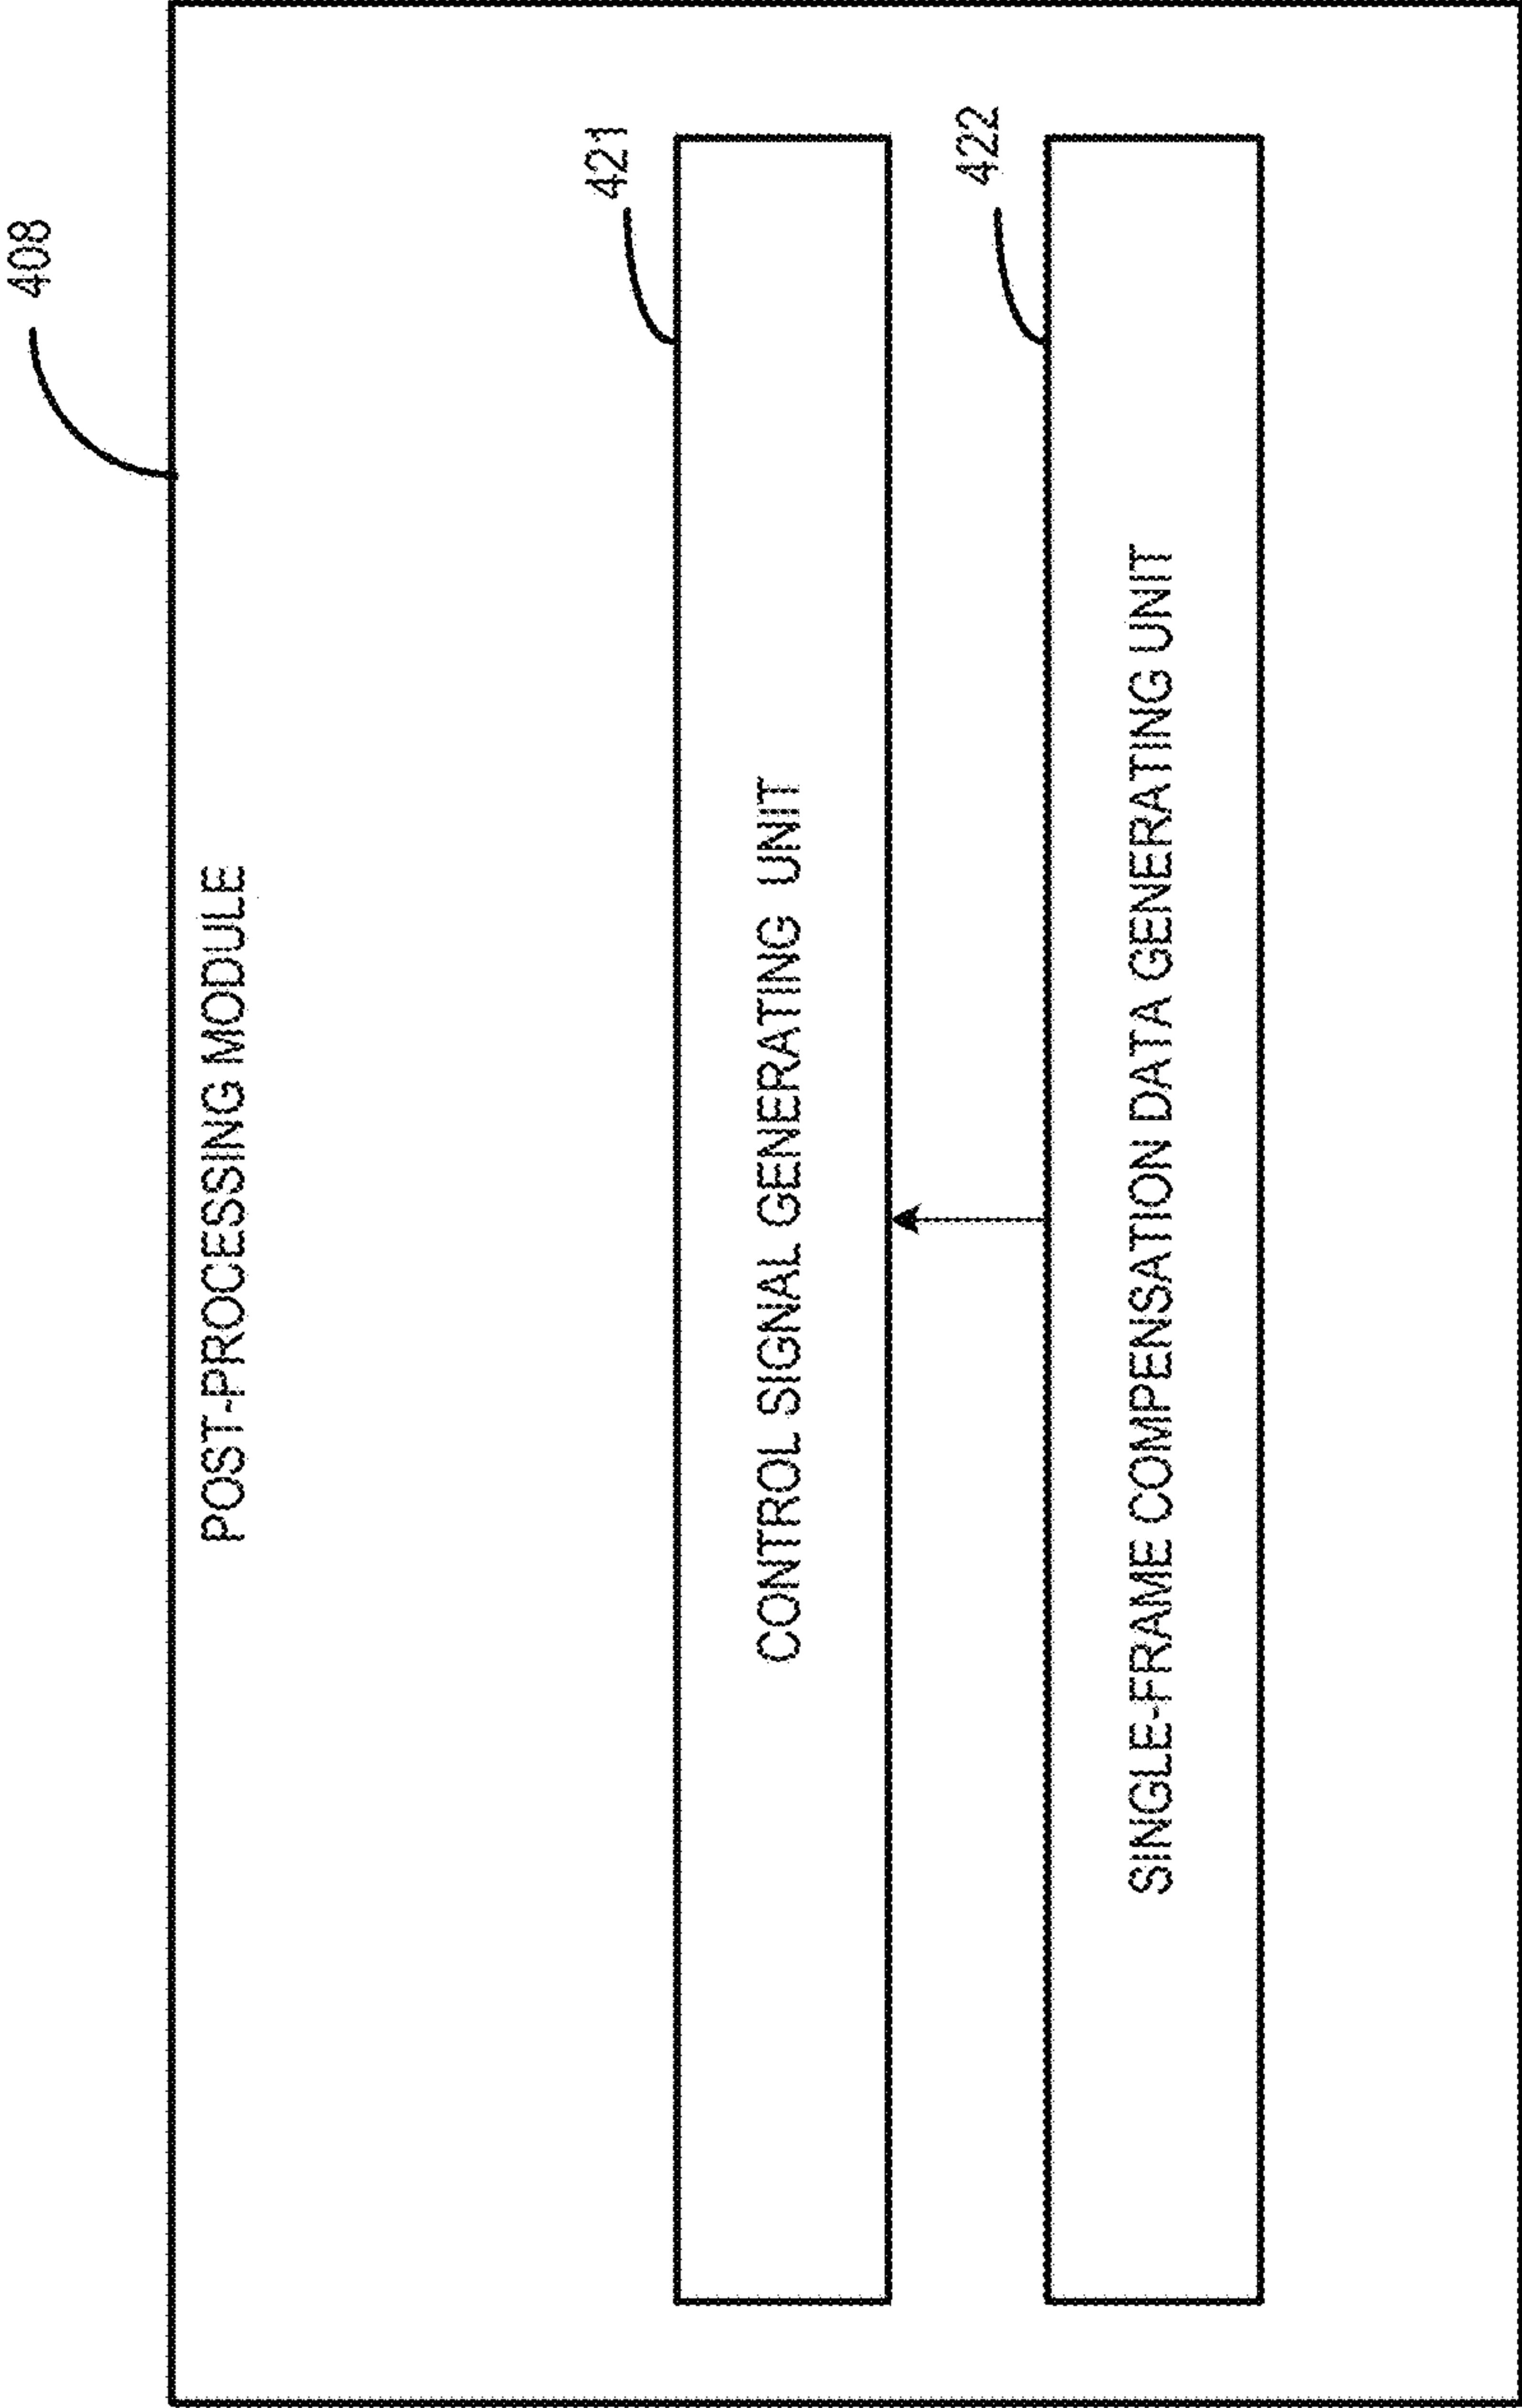 408
POST-PROCESSING MODULE
421
CONTROL SIGNAL GENERATING UNIT
422
SINGLE-FRAME COMPENSATION DATA GENERATING UNIT